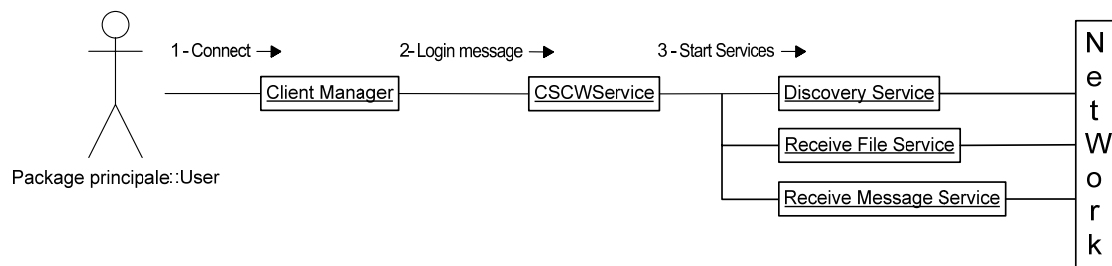 1 - Connect
2- Login message
3 - Start Services
Client Manager
CSCWService
Discovery Service
Receive File Service
Receive Message Service
Package principale::User
NetWork